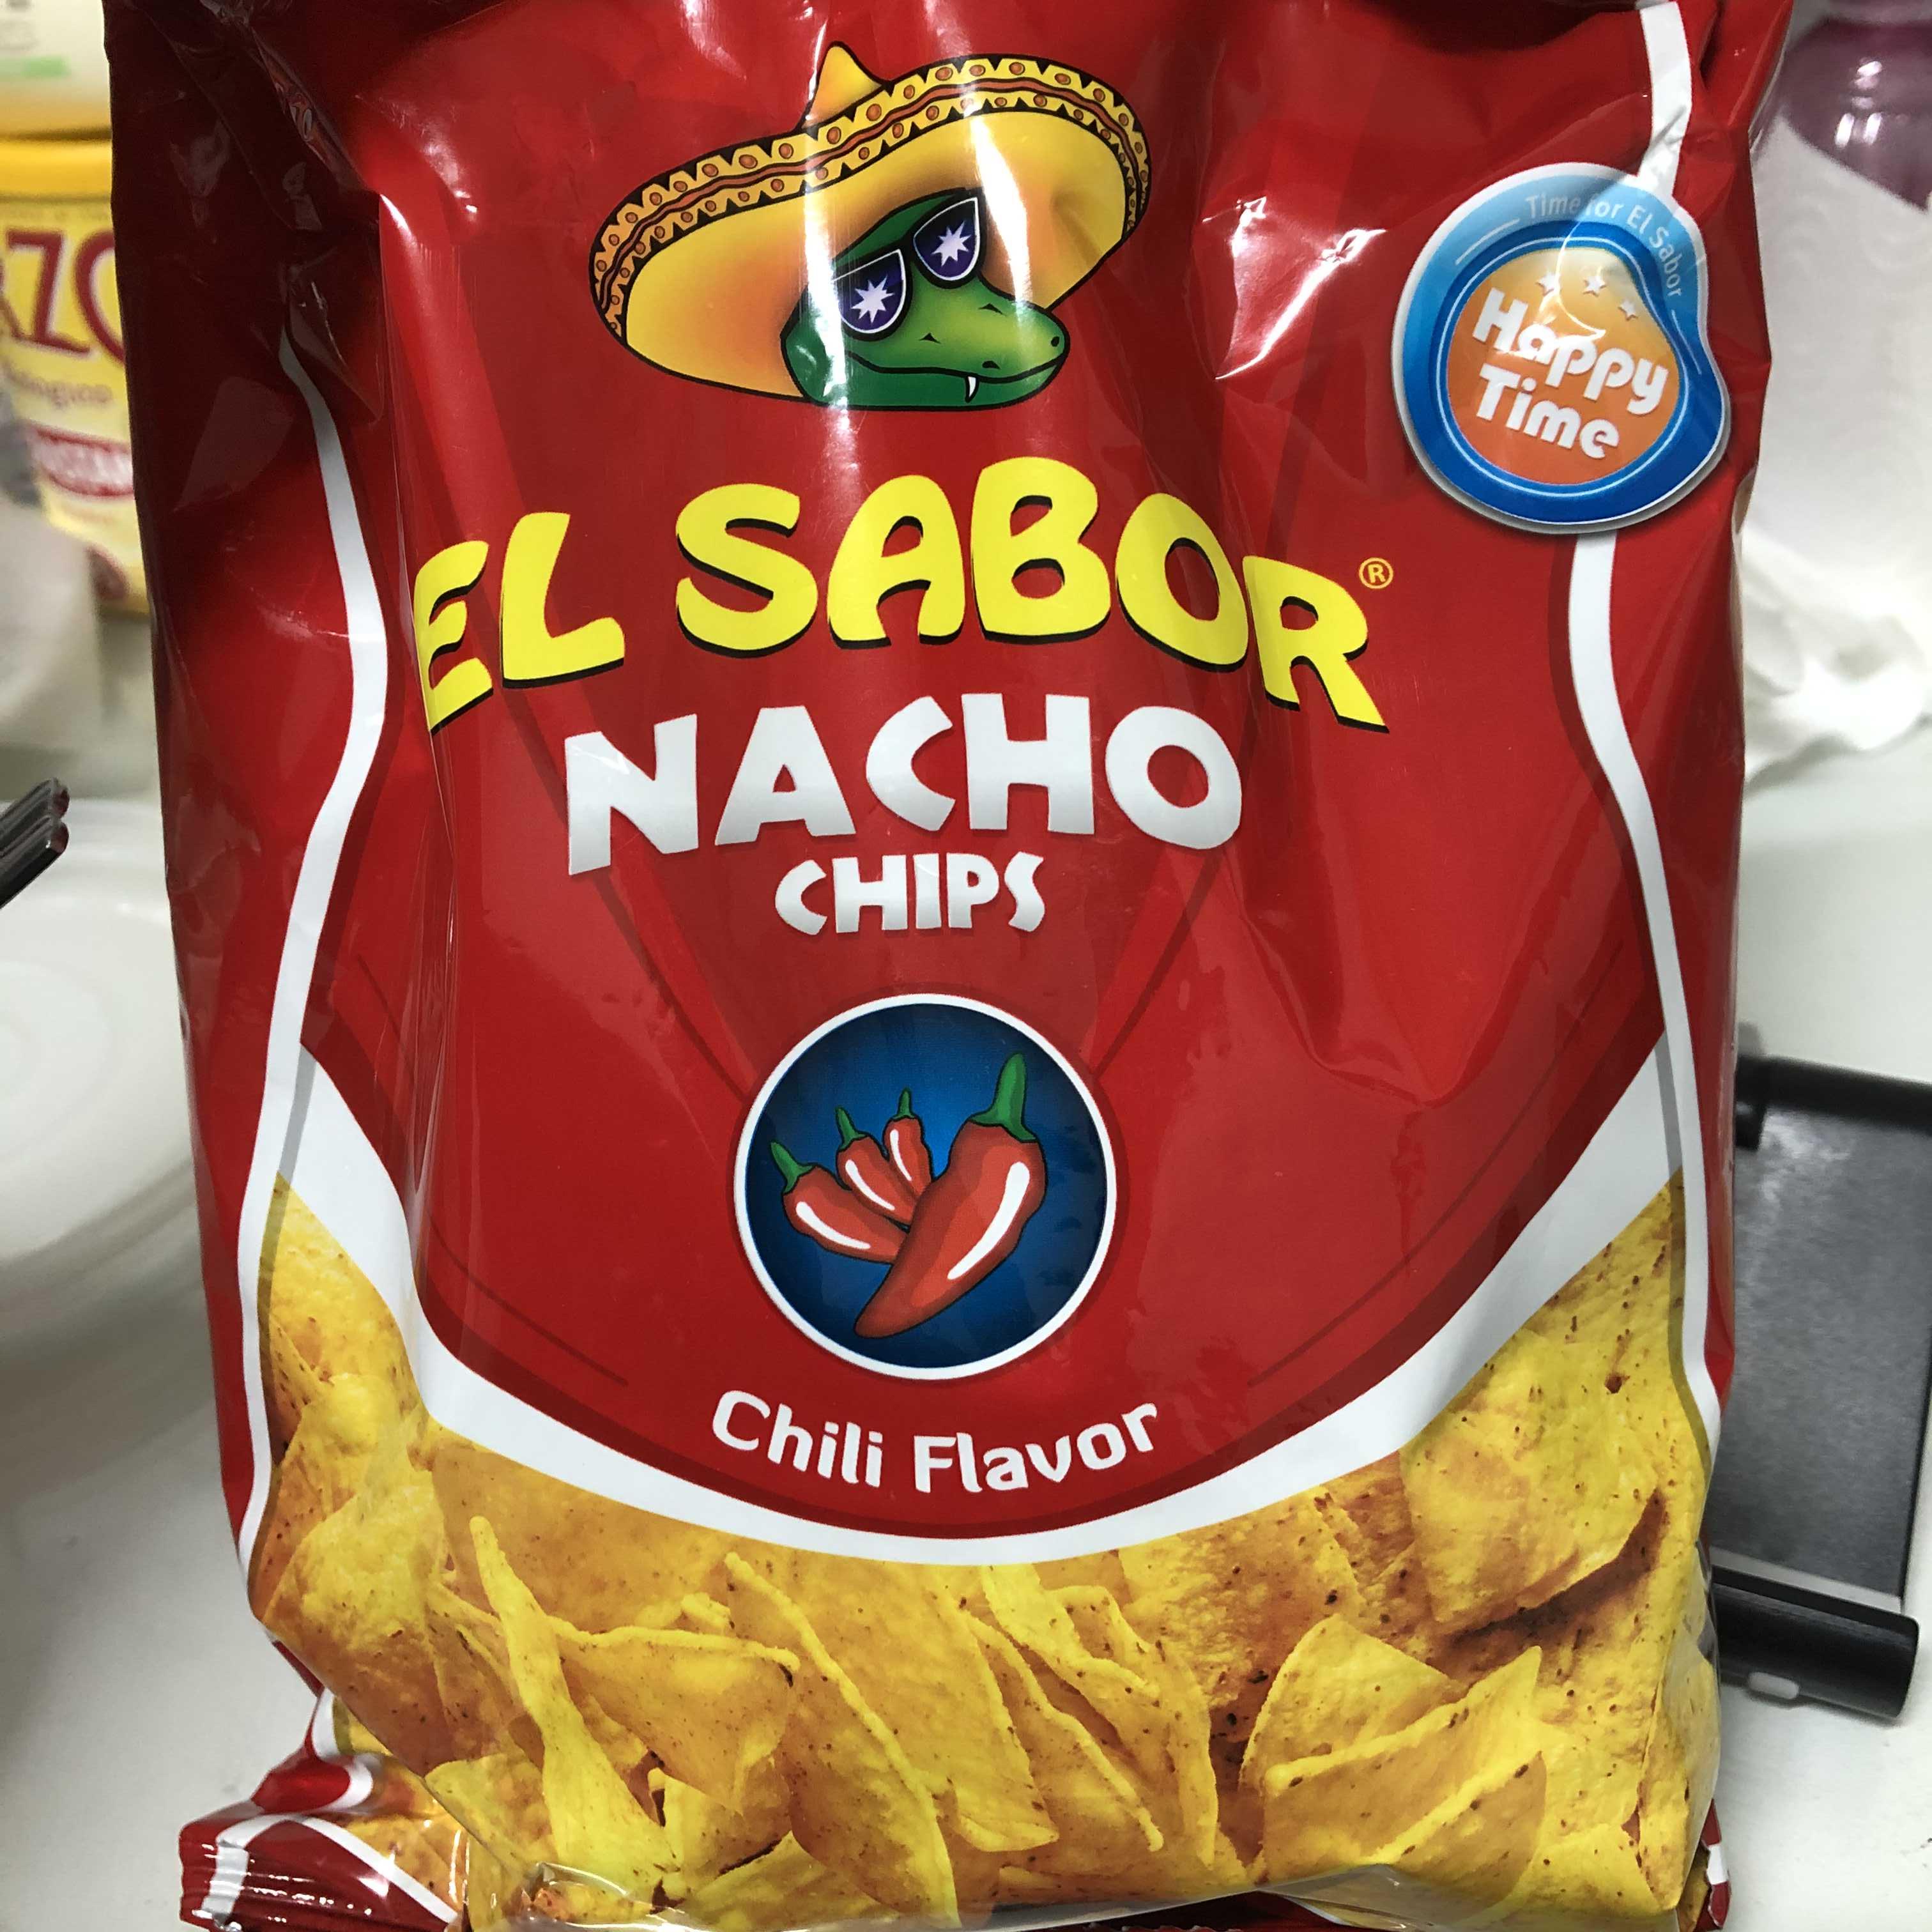 Time for El Sabor
Happy
Time
EL SABOR®
NACHO
CHIPS
Chili Flavor